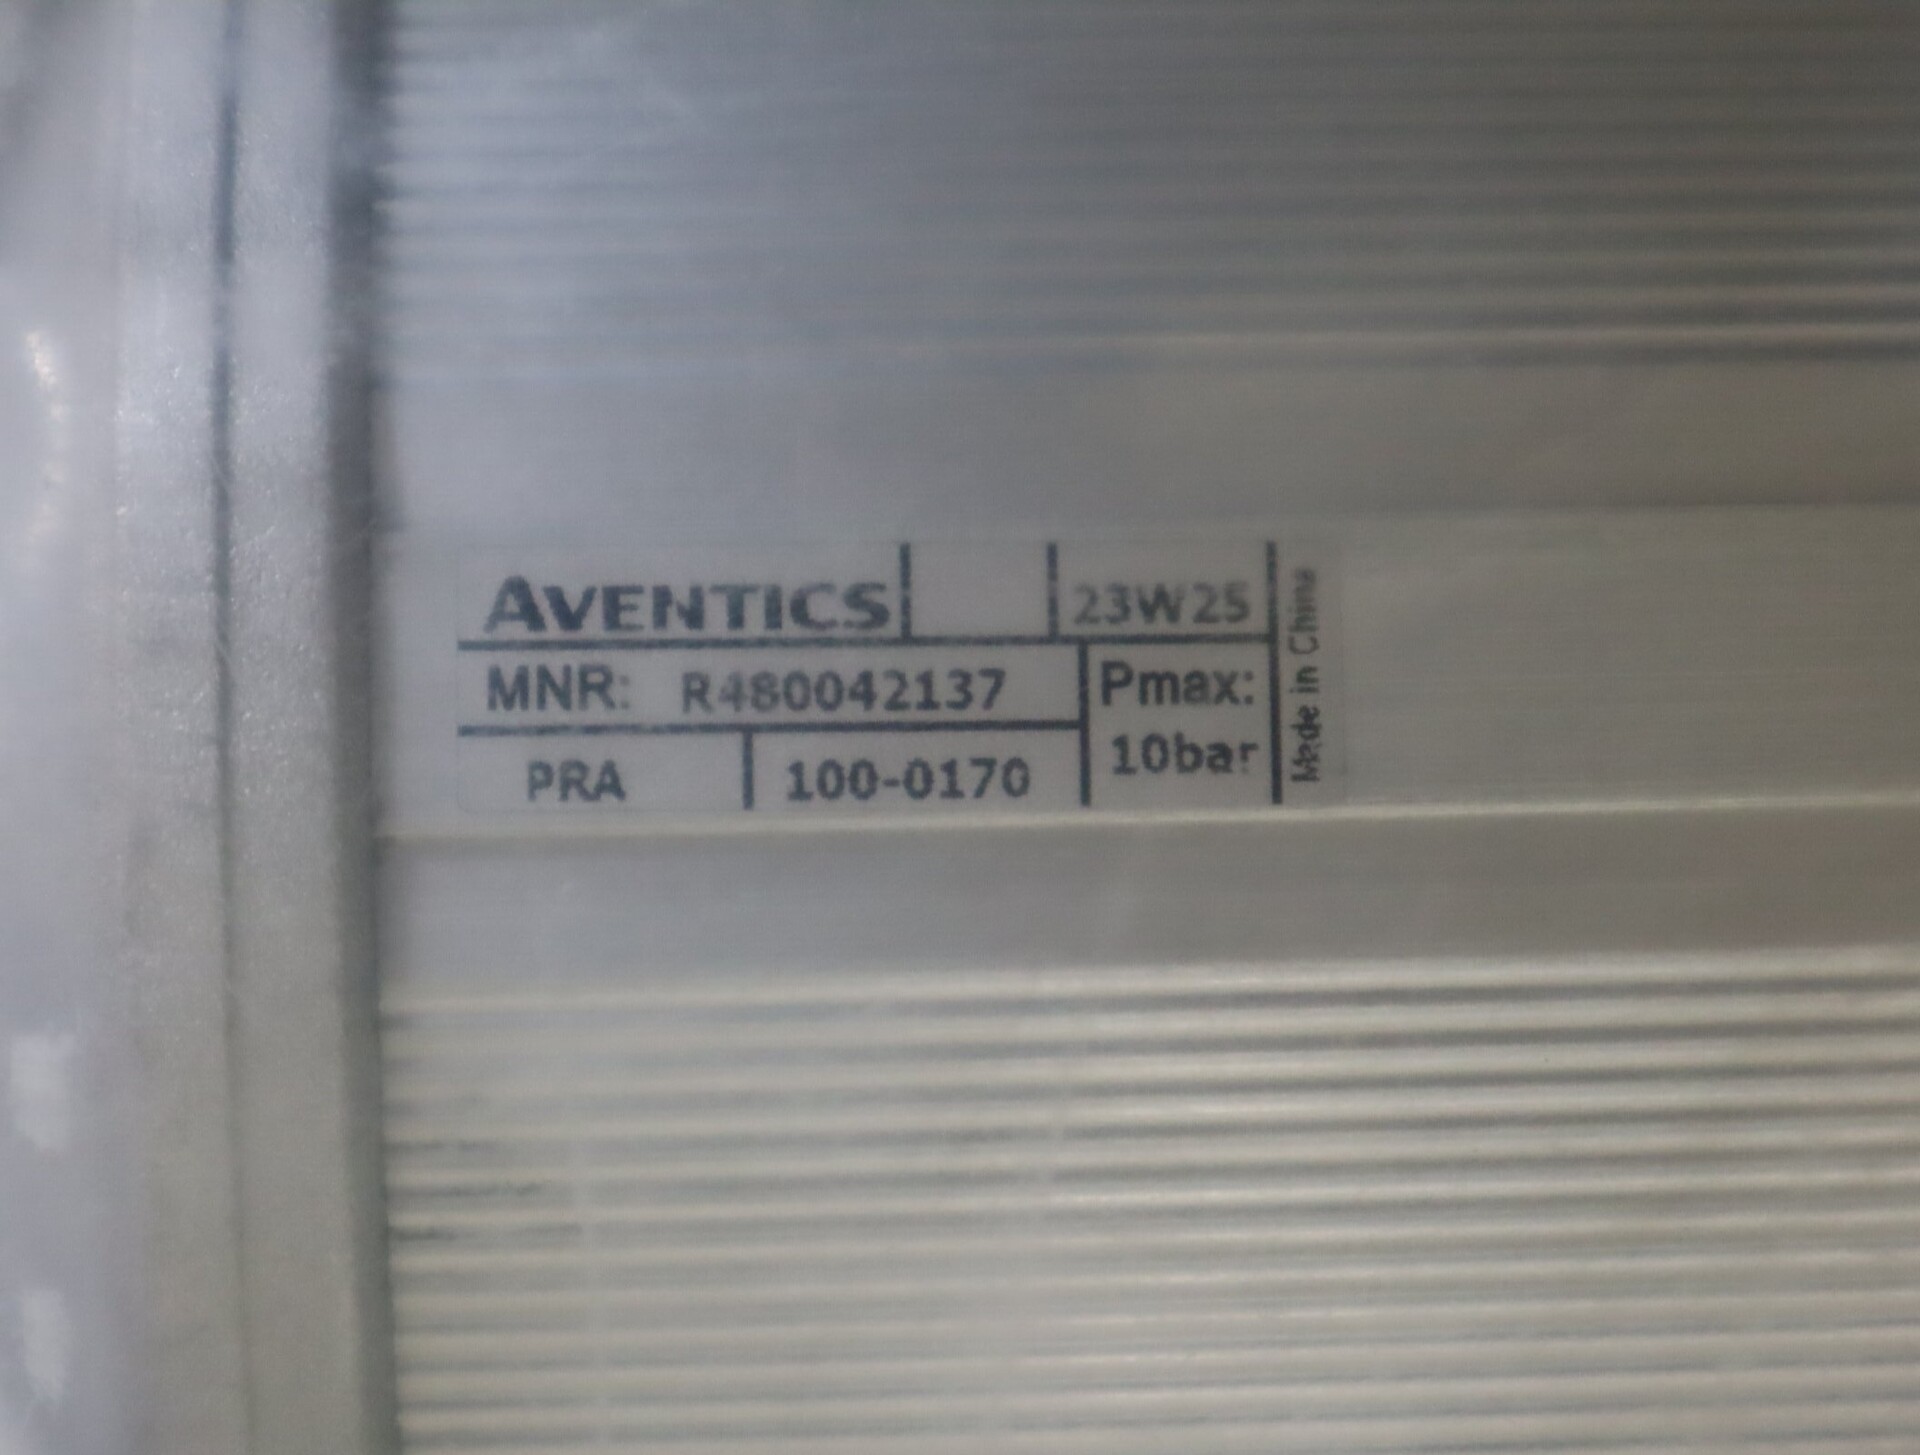 AVENTICS 23W25
MNR: R480042137
Pmax:
10bar
PRA 100-0170
Made in China